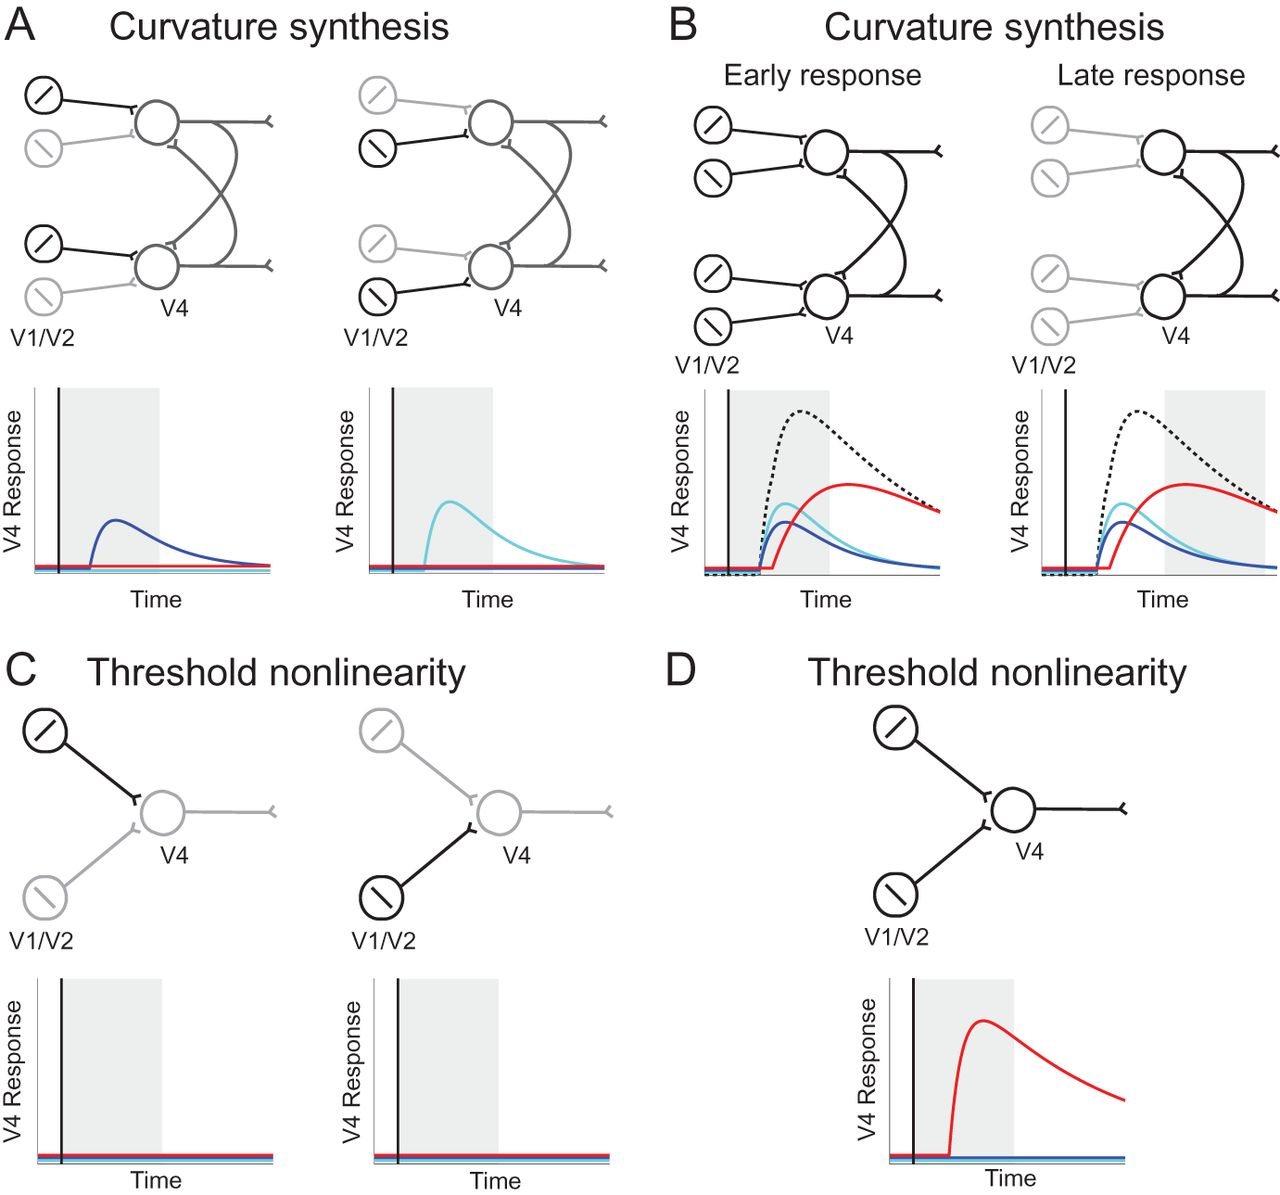 A Curvature synthesis
V4
V1/V2
V4
V1/V2
V4 Response
Time
V4 Response
Time
B Curvature synthesis
Early response
Late response
V4
V1/V2
V4
V1/V2
V4 Response
Time
V4 Response
Time
C Threshold nonlinearity
V4
V1/V2
V4
V1/V2
V4 Response
Time
V4 Response
Time
D Threshold nonlinearity
V4
V1/V2
V4 Response
Time